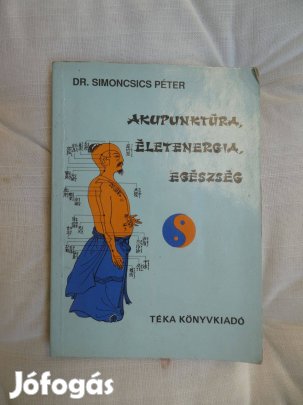 DR. SIMONCSICS PÉTER
AKUPUNKTÚRA,
ÉLETENERGIA,
EGÉSZSÉG
TÉKA KÖNYVKIADÓ
Jófogás